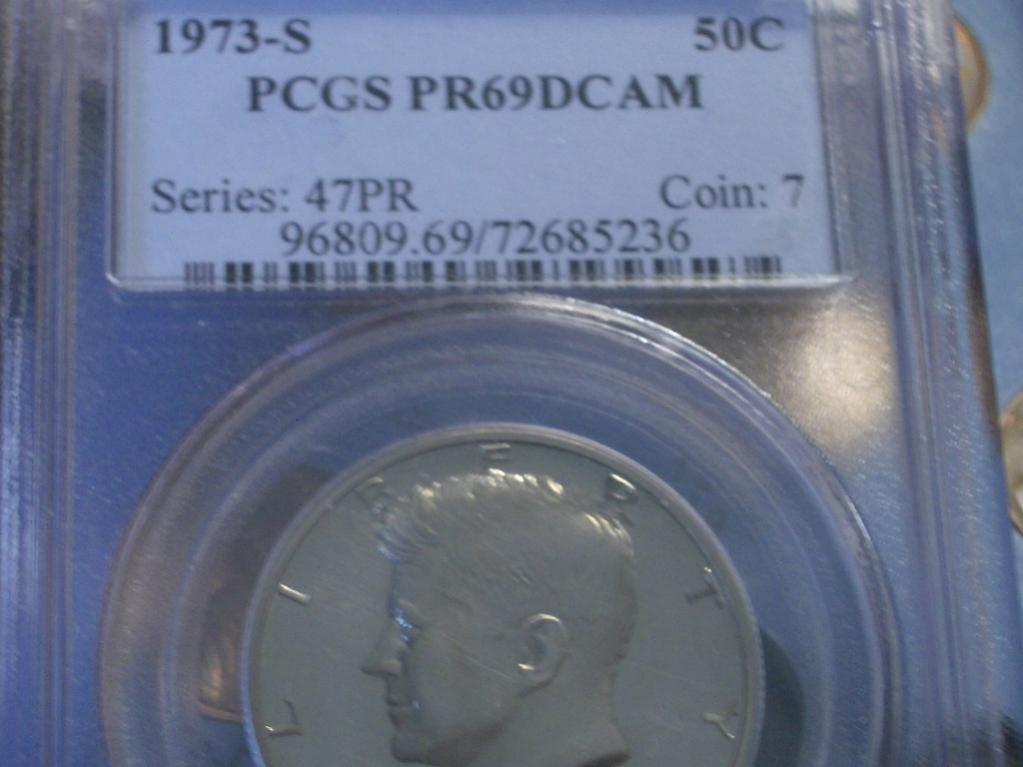 1973-S 50C
PCGS PR69DCAM
Series: 47PR Coin: 7
96809.69/72685236
LIBERTY